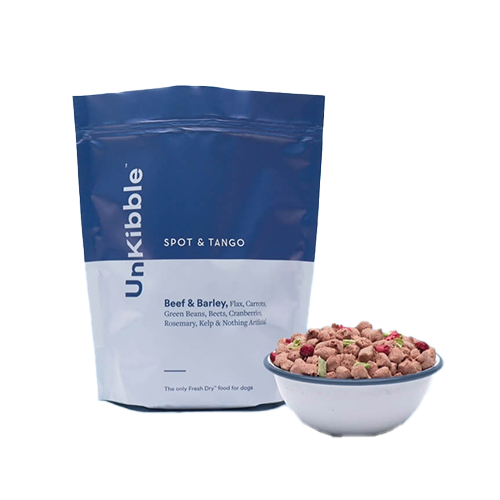 UnKibble™
SPOT & TANGO
Beef & Barley, Flax, Carrots,
Green Beans, Beets, Cranberries,
Rosemary, Kelp & Nothing Artificial
The only Fresh Dry™ food for dogs